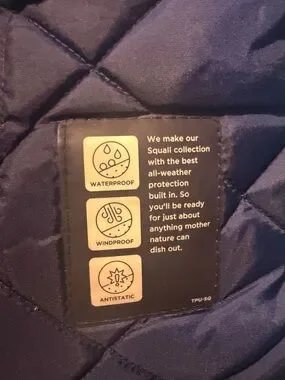 WATERPROOF
WINDPROOF
ANTISTATIC
We make our
Squall collection
with the best
all-weather
protection
built in. So
you'll be ready
for just about
anything mother
nature can
dish out.
TPU-SQ